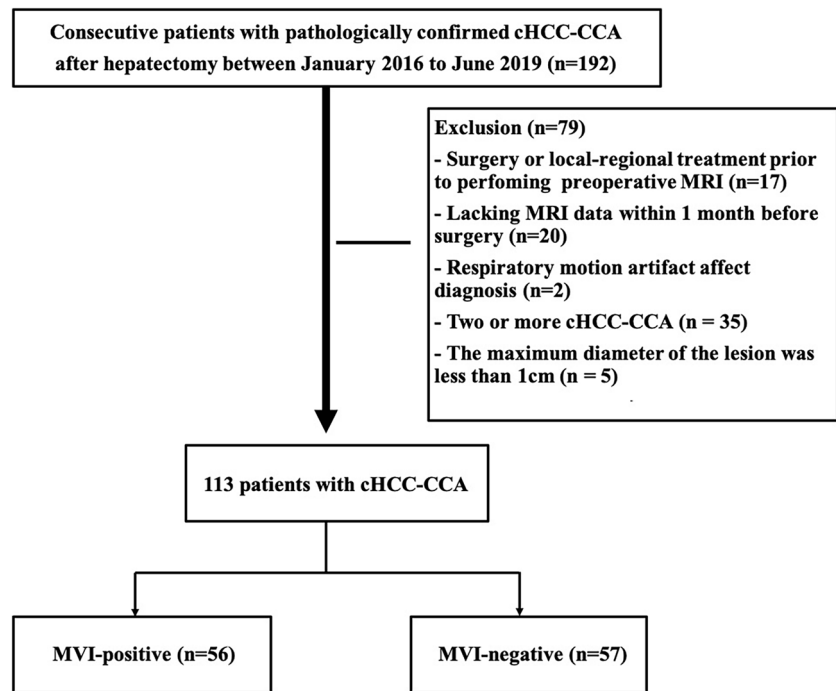 Consecutive patients with pathologically confirmed cHCC-CCA
after hepatectomy between January 2016 to June 2019 (n=192)
Exclusion (n=79)
- Surgery or local-regional treatment prior
to perfoming preoperative MRI (n=17)
- Lacking MRI data within 1 month before
surgery (n=20)
- Respiratory motion artifact affect
diagnosis (n=2)
- Two or more cHCC-CCA (n = 35)
- The maximum diameter of the lesion was
less than 1cm (n = 5)
113 patients with cHCC-CCA
MVI-positive (n=56)
MVI-negative (n=57)